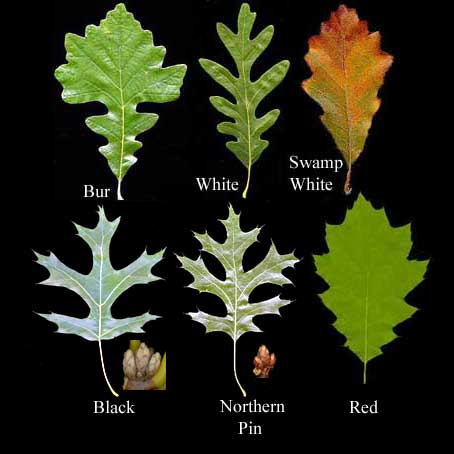 Bur
White
Swamp
White
Black
Northern
Pin
Red